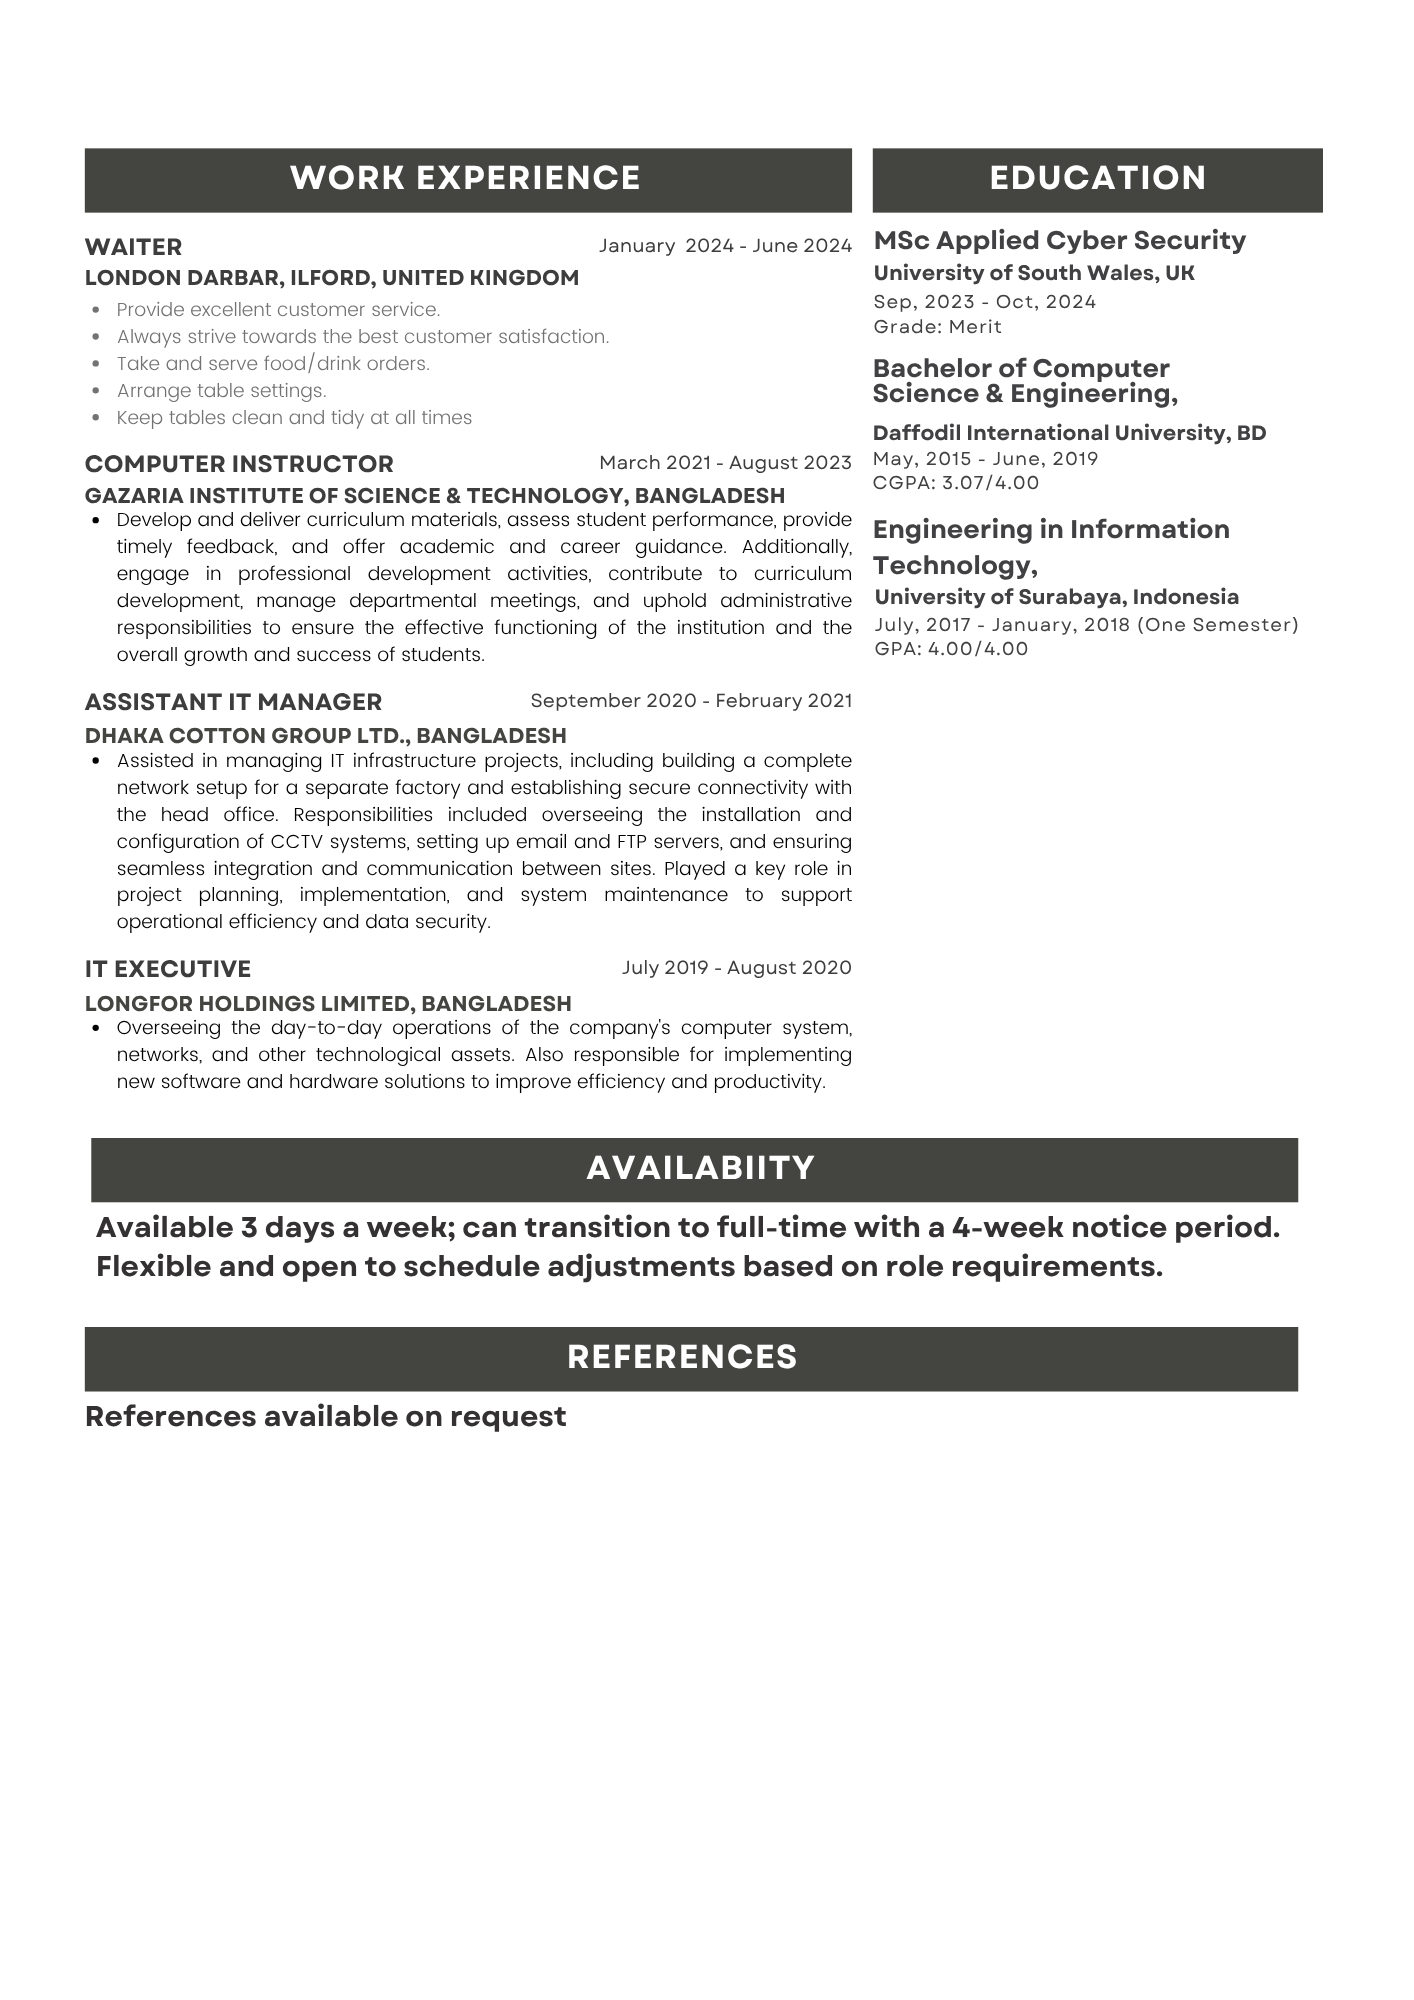 WORK EXPERIENCE
WAITER
January 2024 - June 2024
LONDON DARBAR, ILFORD, UNITED KINGDOM
• Provide excellent customer service.
• Always strive towards the best customer satisfaction.
• Take and serve food/drink orders.
• Arrange table settings.
• Keep tables clean and tidy at all times
COMPUTER INSTRUCTOR
March 2021 - August 2023
GAZARIA INSTITUTE OF SCIENCE & TECHNOLOGY, BANGLADESH
• Develop and deliver curriculum materials, assess student performance, provide
timely feedback, and offer academic and career guidance. Additionally,
engage in professional development activities, contribute to curriculum
development, manage departmental meetings, and uphold administrative
responsibilities to ensure the effective functioning of the institution and the
overall growth and success of students.
ASSISTANT IT MANAGER
September 2020 - February 2021
DHAKA COTTON GROUP LTD., BANGLADESH
• Assisted in managing IT infrastructure projects, including building a complete
network setup for a separate factory and establishing secure connectivity with
the head office. Responsibilities included overseeing the installation and
configuration of CCTV systems, setting up email and FTP servers, and ensuring
seamless integration and communication between sites. Played a key role in
project planning, implementation, and system maintenance to support
operational efficiency and data security.
IT EXECUTIVE
July 2019 - August 2020
LONGFOR HOLDINGS LIMITED, BANGLADESH
• Overseeing the day-to-day operations of the company's computer system,
networks, and other technological assets. Also responsible for implementing
new software and hardware solutions to improve efficiency and productivity.
EDUCATION
MSc Applied Cyber Security
University of South Wales, UK
Sep, 2023 - Oct, 2024
Grade: Merit
Bachelor of Computer
Science & Engineering,
Daffodil International University, BD
May, 2015 - June, 2019
CGPA: 3.07/4.00
Engineering in Information
Technology,
University of Surabaya, Indonesia
July, 2017 - January, 2018 (One Semester)
GPA: 4.00/4.00
AVAILABIITY
Available 3 days a week; can transition to full-time with a 4-week notice period.
Flexible and open to schedule adjustments based on role requirements.
REFERENCES
References available on request